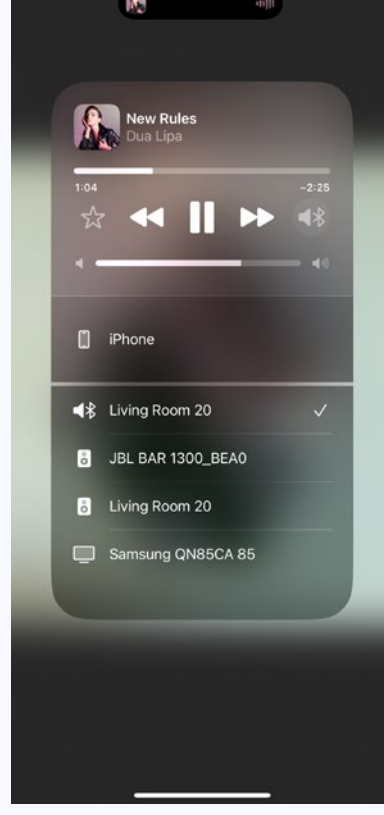 New Rules
Dua Lipa
1:04
−2:25
iPhone
Living Room 20
JBL BAR 1300_BEA0
Living Room 20
Samsung QN85CA 85